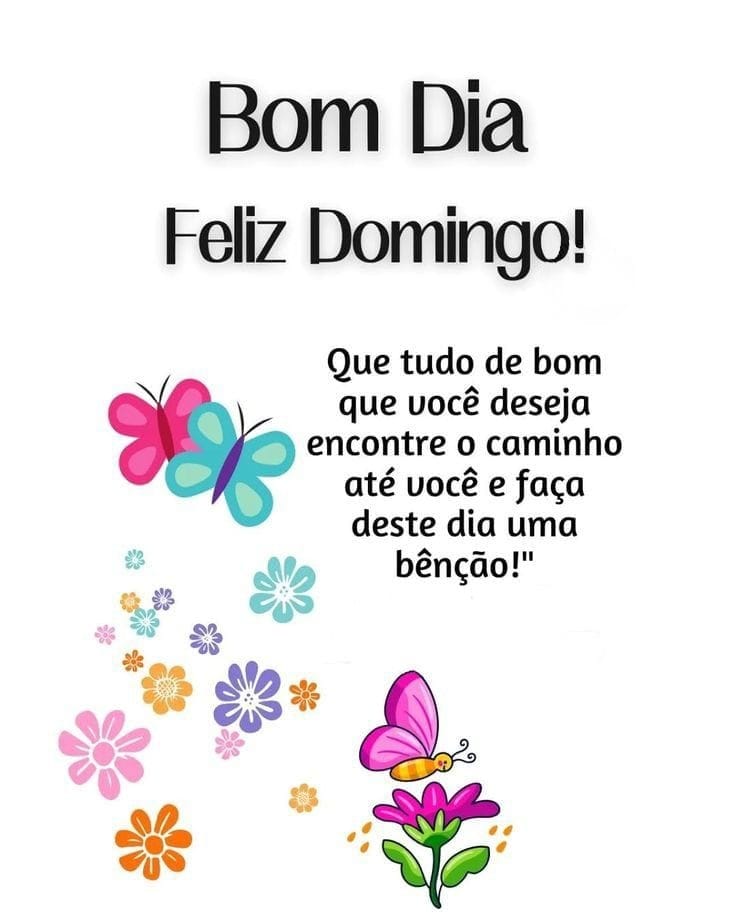 Bom Dia
Feliz Domingo!
Que tudo de bom
que você deseja
encontre o caminho
até você e faça
deste dia uma
bênção!"